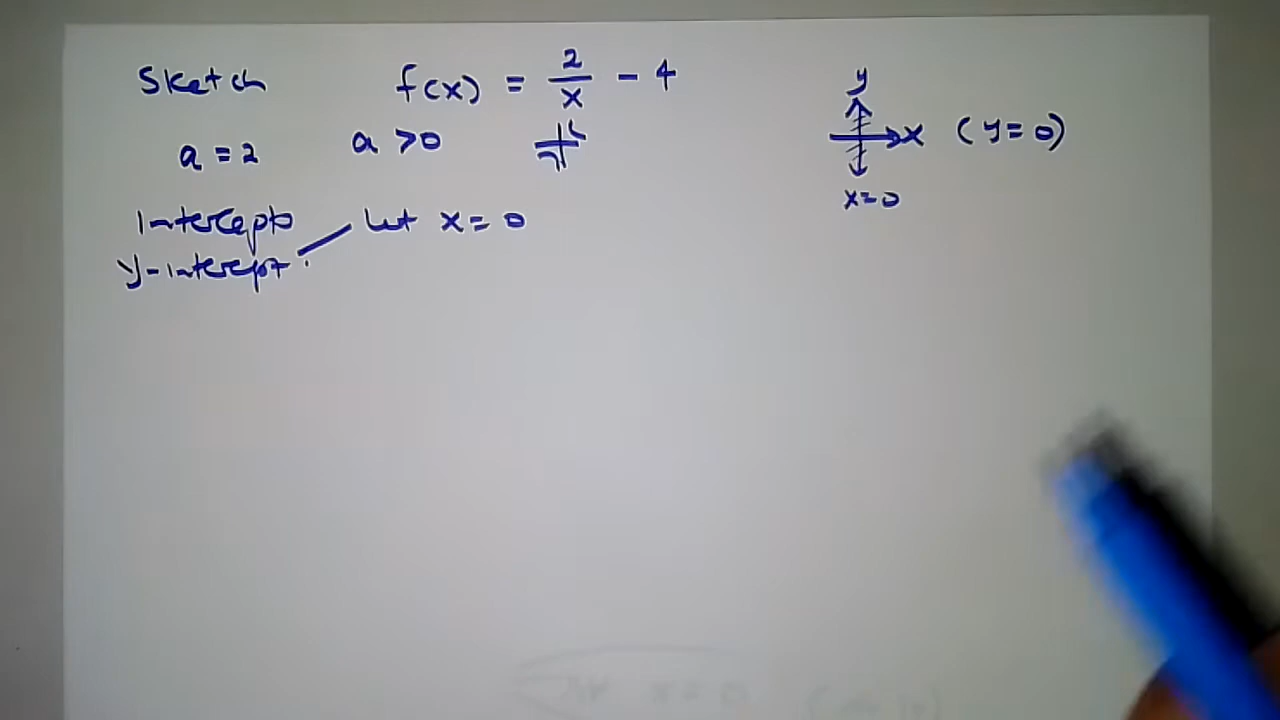 Sketch f(x) = 2/x - 4
a = 2 a > 0
y
x (y = 0)
x = 0
Intercepts
y-intercept let x = 0